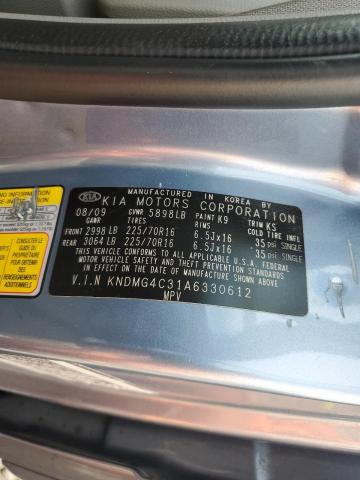 MANUFACTURED IN KOREA BY
KIA KIA MOTORS CORPORATION
08/09 GVWR 5898LB PAINT K9 TRIM KS
GAWR TIRES RIMS COLD TIRE INFL
FRONT 2998 LB 225/70R16 6.5Jx16 35 psi SINGLE
REAR 3064 LB 225/70R16 6.5Jx16 35 psi SINGLE
THIS VEHICLE CONFORMS TO ALL APPLICABLE U.S. FEDERAL
MOTOR VEHICLE SAFETY AND THEFT PREVENTION STANDARDS IN
EFFECT ON THE DATE OF MANUFACTURE SHOWN ABOVE.
V.I.N KNDMG4C31A6330612
MPV